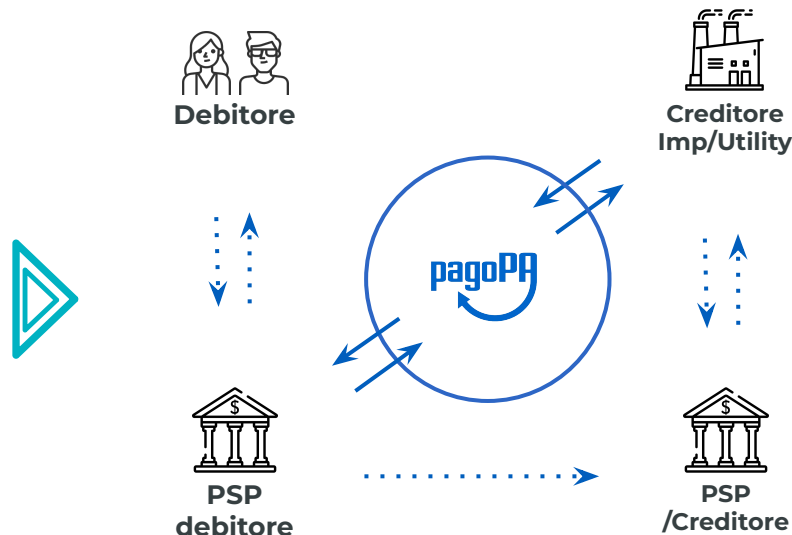 Debitore
Creditore
Imp/Utility
pagoPA
$
PSP
debitore
$
PSP
/Creditore